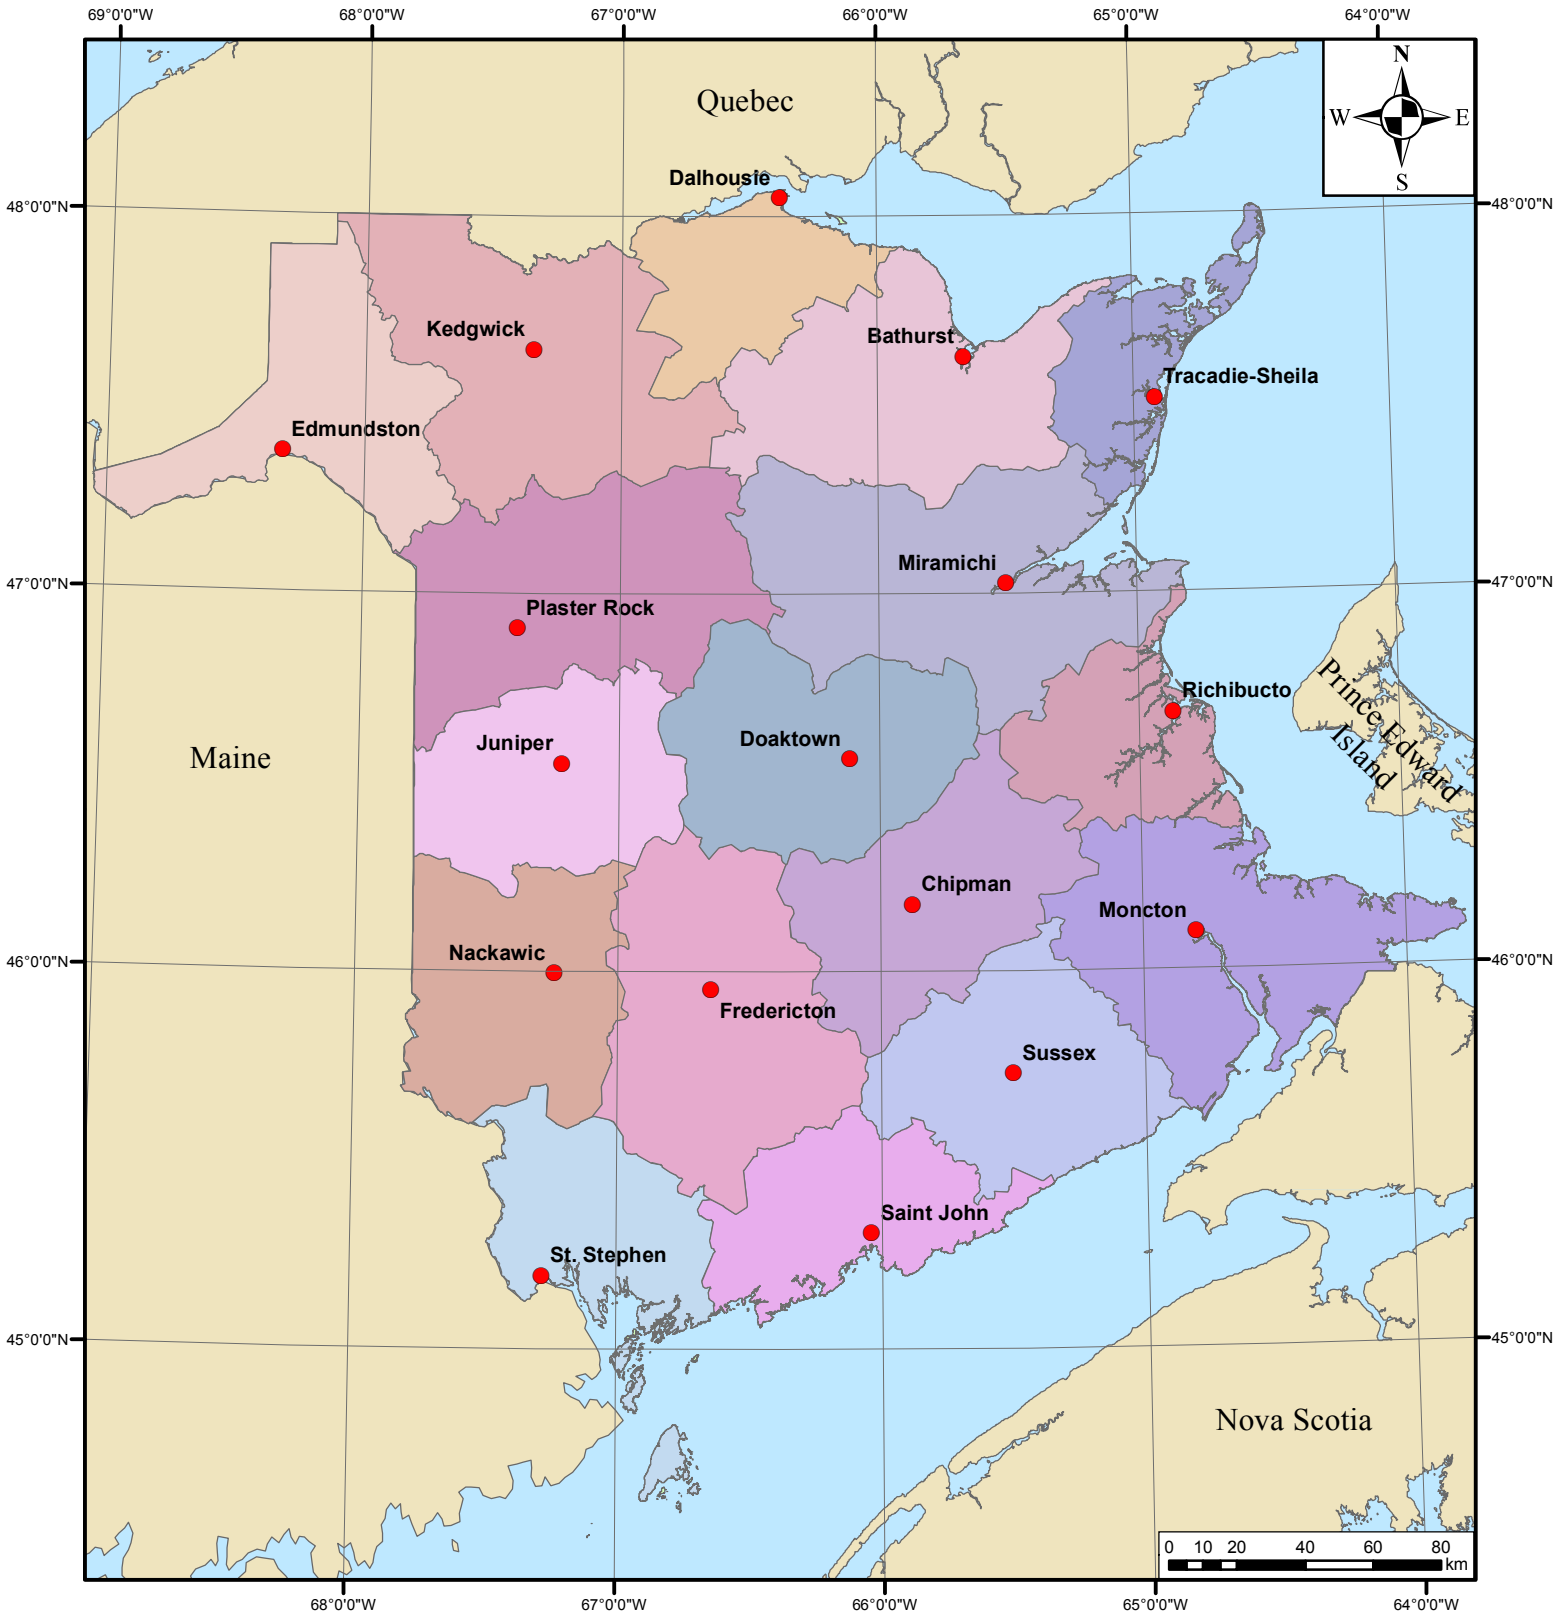 69°0'0"W 68°0'0"W 67°0'0"W 66°0'0"W 65°0'0"W 64°0'0"W
N
W E
S
Quebec
Dalhousie
48°0'0"N 48°0'0"N
Kedgwick
Bathurst
Tracadie-Sheila
Edmundston
Miramichi
47°0'0"N 47°0'0"N
Plaster Rock
Richibucto
Prince Edward
Island
Juniper
Doaktown
Maine
Chipman
Moncton
Nackawic
46°0'0"N 46°0'0"N
Fredericton
Sussex
Saint John
St. Stephen
45°0'0"N 45°0'0"N
Nova Scotia
0 10 20 40 60 80
km
68°0'0"W 67°0'0"W 66°0'0"W 65°0'0"W 64°0'0"W